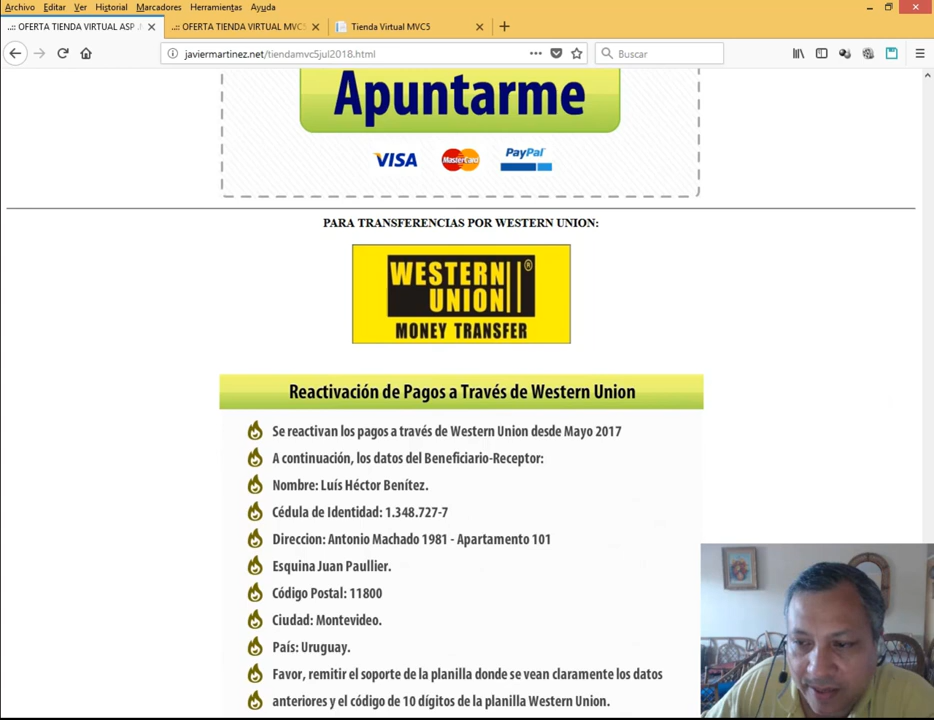 Archivo Editar Ver Historial Marcadores Herramientas Ayuda
..:: OFERTA TIENDA VIRTUAL ASP
..:: OFERTA TIENDA VIRTUAL MVC5
Tienda Virtual MVC5
javiermartinez.net/tiendamvc5jul2018.html
Buscar
Apuntarme
VISA
MasterCard
PayPal
PARA TRANSFERENCIAS POR WESTERN UNION:
WESTERN
UNION ®
MONEY TRANSFER
Reactivación de Pagos a Través de Western Union
Se reactivan los pagos a través de Western Union desde Mayo 2017
A continuación, los datos del Beneficiario-Receptor:
Nombre: Luís Héctor Benítez.
Cédula de Identidad: 1.348.727-7
Direccion: Antonio Machado 1981 - Apartamento 101
Esquina Juan Paullier.
Código Postal: 11800
Ciudad: Montevideo.
País: Uruguay.
Favor, remitir el soporte de la planilla donde se vean claramente los datos
anteriores y el código de 10 dígitos de la planilla Western Union.